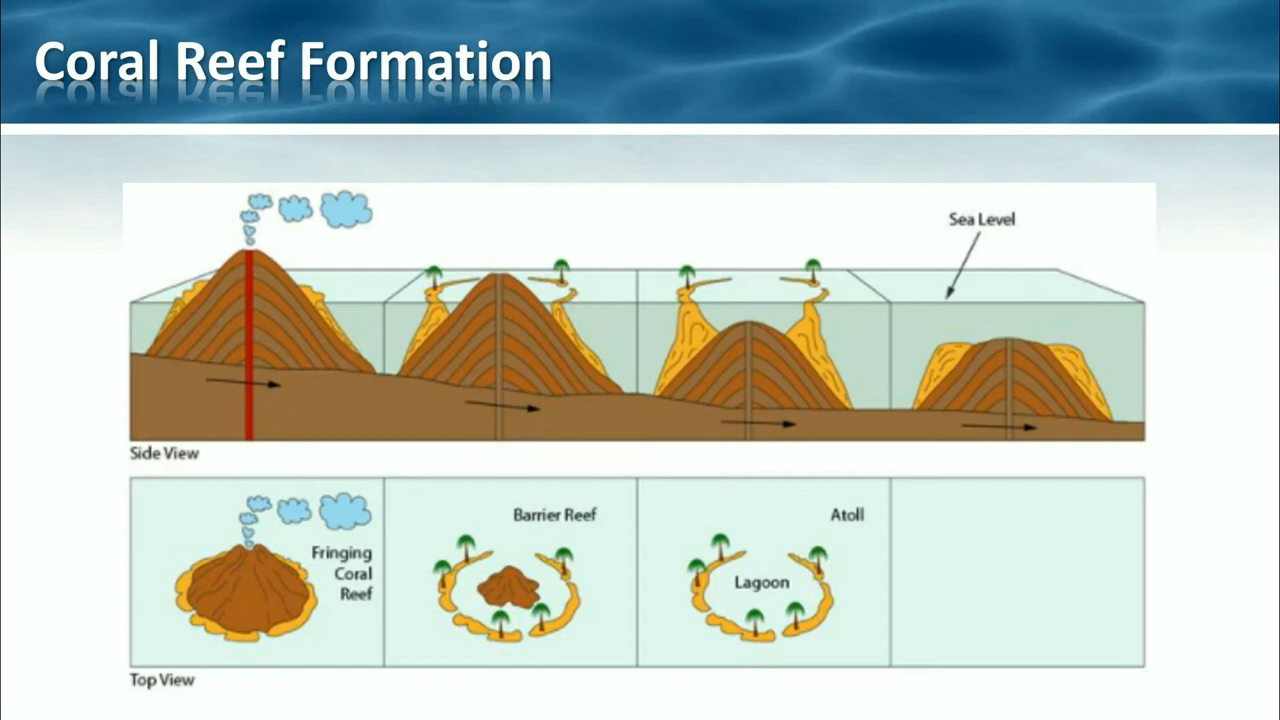 Coral Reef Formation
Sea Level
Side View
Fringing
Coral
Reef
Barrier Reef
Atoll
Lagoon
Top View